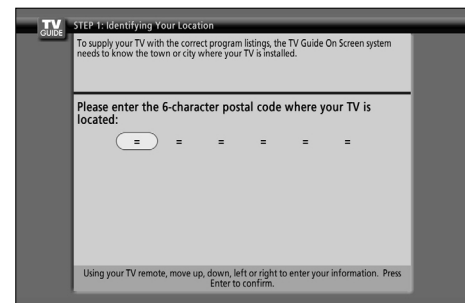 TV
GUIDE
STEP 1: Identifying Your Location
To supply your TV with the correct program listings, the TV Guide On Screen system
needs to know the town or city where your TV is installed.
Please enter the 6-character postal code where your TV is
located:
= = = = = =
Using your TV remote, move up, down, left or right to enter your information. Press
Enter to confirm.